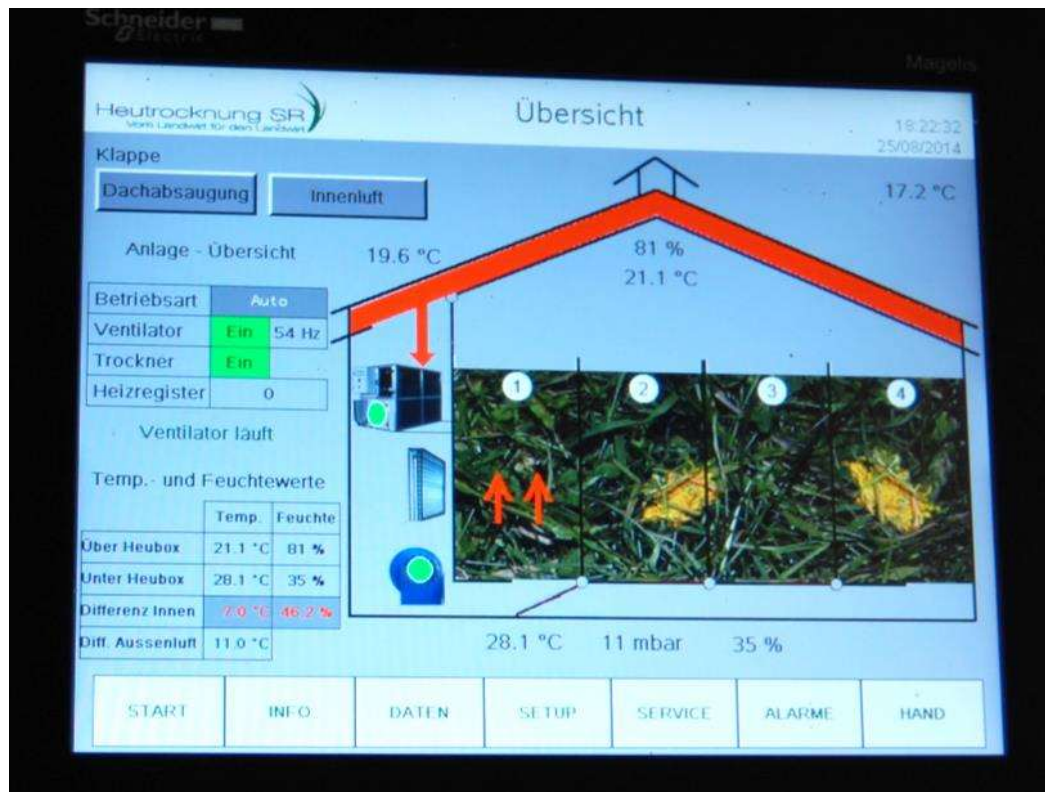 Schneider
Electric
Magelis
Heutrocknung SR
Vom Landwirt für den Landwirt
Übersicht
18:22:32
25/08/2014
Klappe
Dachabsaugung
Innenluft
17.2 °C
Anlage - Übersicht
19.6 °C
81 %
21.1 °C
Betriebsart Auto
Ventilator Ein 54 Hz
Trockner Ein
Heizregister 0
Ventilator läuft
1 2 3 4
Temp.- und Feuchtewerte
Temp. Feuchte
Über Heubox 21.1 °C 81 %
Unter Heubox 28.1 °C 35 %
Differenz Innen 7.0 °C 46.2 %
Diff. Aussenluft 11.0 °C
28.1 °C 11 mbar 35 %
START INFO DATEN SETUP SERVICE ALARME HAND